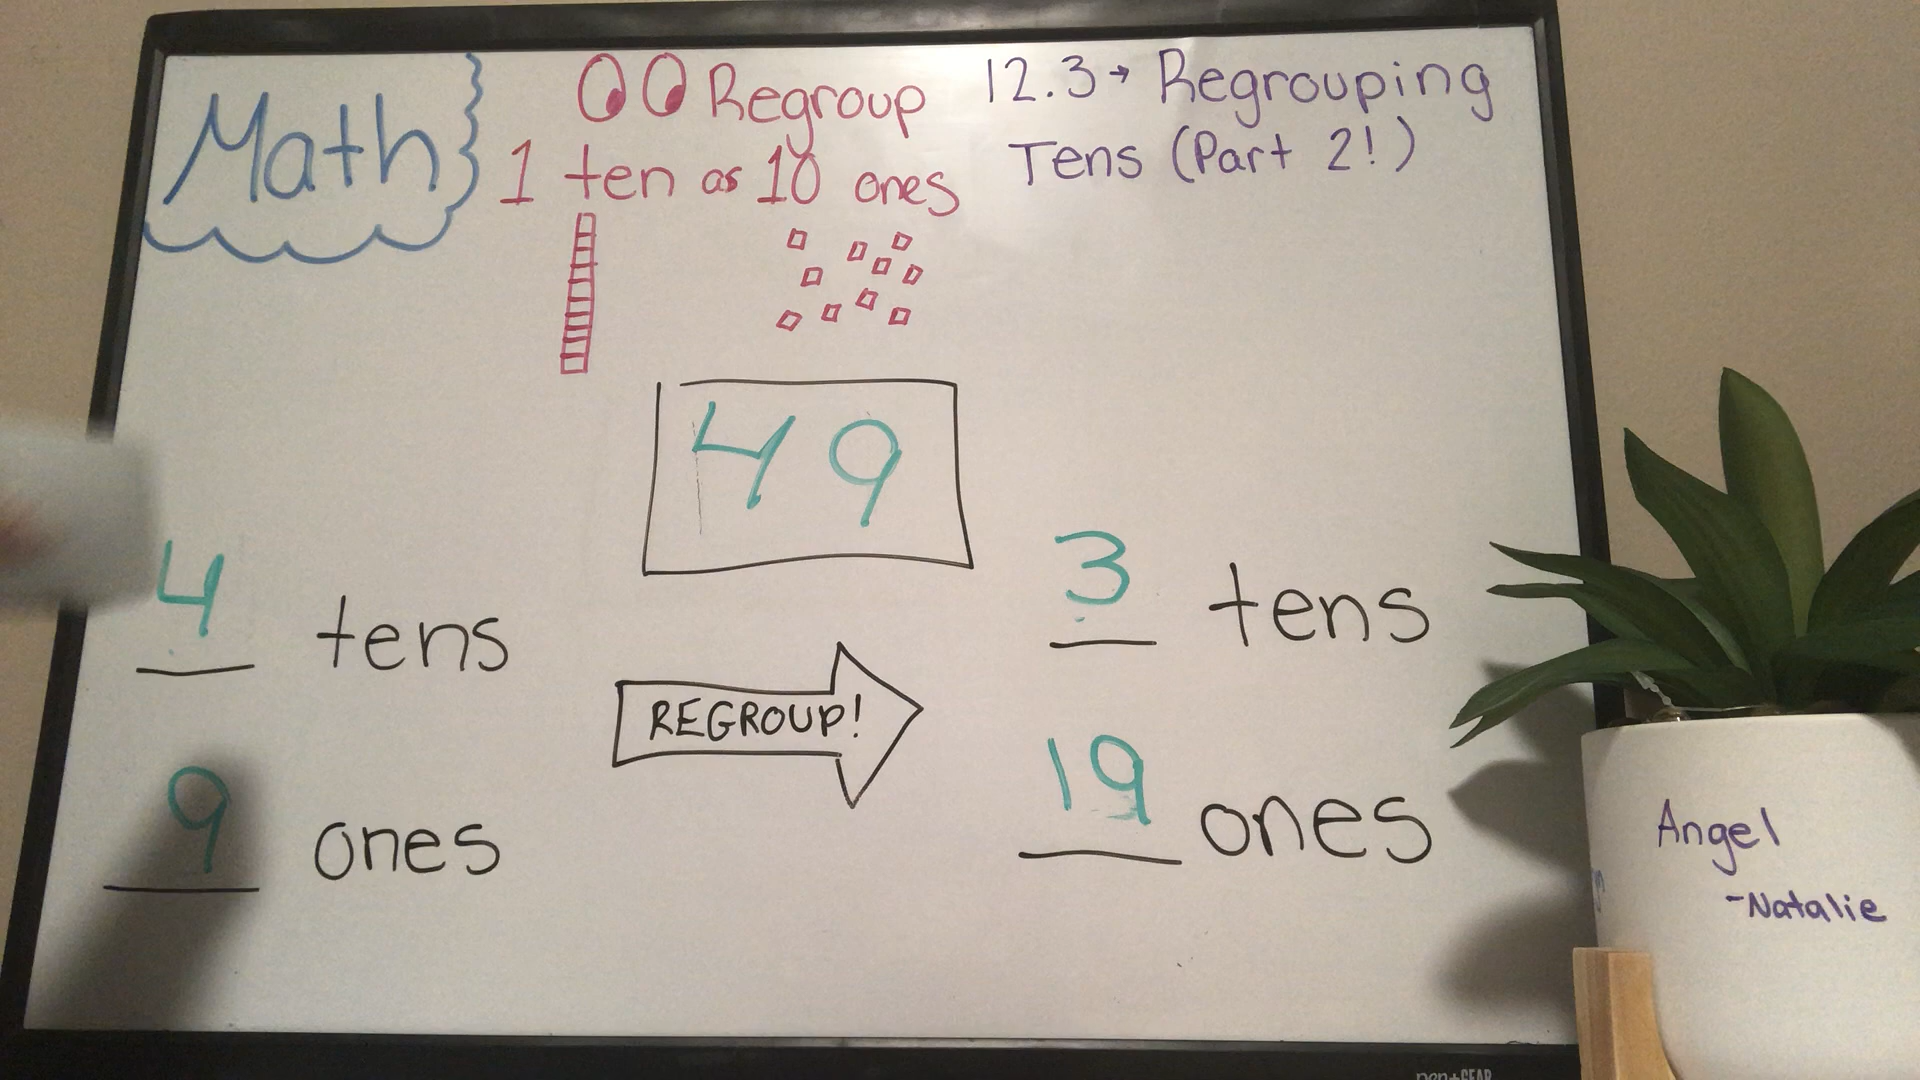 Math
Regroup
1 ten as 10 ones
12.3→ Regrouping
Tens (Part 2!)
49
4 tens
9 ones
REGROUP!
3 tens
19 ones
Angel
-Natalie